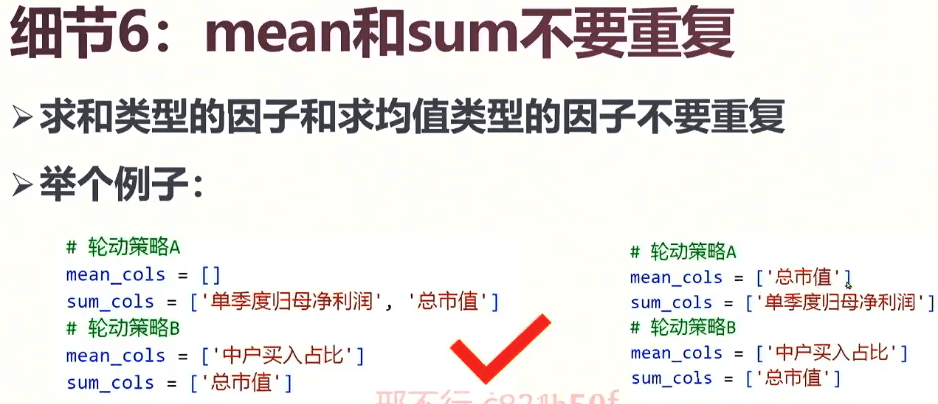 细节6：mean和sum不要重复
➢求和类型的因子和求均值类型的因子不要重复
➢举个例子：
# 轮动策略A
mean_cols = []
sum_cols = ['单季度归母净利润', '总市值']
# 轮动策略B
mean_cols = ['中户买入占比']
sum_cols = ['总市值']
# 轮动策略A
mean_cols = ['总市值']
sum_cols = ['单季度归母净利润']
# 轮动策略B
mean_cols = ['中户买入占比']
sum_cols = ['总市值']